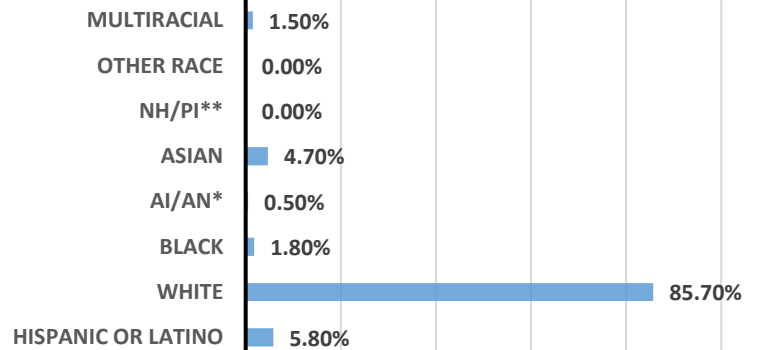 MULTIRACIAL 1.50%
OTHER RACE 0.00%
NH/PI** 0.00%
ASIAN 4.70%
AI/AN* 0.50%
BLACK 1.80%
WHITE 85.70%
HISPANIC OR LATINO 5.80%